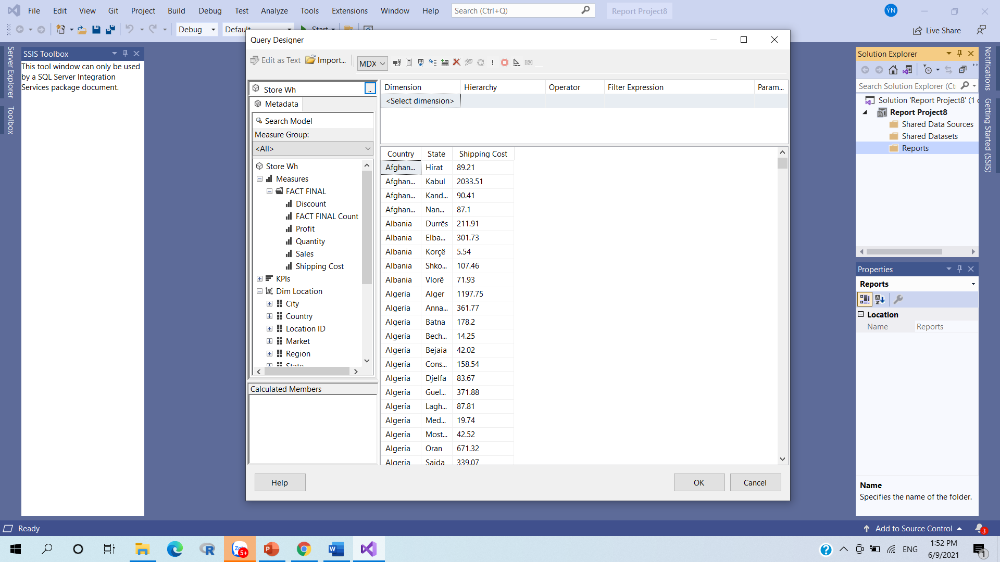 File Edit View Git Project Build Debug Test Analyze Tools Extensions Window Help Search (Ctrl+Q) Report Project8 ÝN
Debug Default Start Live Share
Server Explorer
Toolbox
SSIS Toolbox
This tool window can only be used
by a SQL Server Integration
Services package document.
Query Designer
Edit as Text Import... MDX
Store Wh ..
Metadata
Search Model
Measure Group:
<All>
Store Wh
Measures
FACT FINAL
Discount
FACT FINAL Count
Profit
Quantity
Sales
Shipping Cost
KPIs
Dim Location
City
Country
Location ID
Market
Region
State
Calculated Members
Dimension Hierarchy Operator Filter Expression Param...
<Select dimension>
Country State Shipping Cost
Afghan... Hirat 89.21
Afghan... Kabul 2033.51
Afghan... Kand... 90.41
Afghan... Nan... 87.1
Albania Durrës 211.91
Albania Elba... 301.73
Albania Korçë 5.54
Albania Shko... 107.46
Albania Vlorë 71.93
Algeria Alger 1197.75
Algeria Anna... 361.77
Algeria Batna 178.2
Algeria Bech... 14.25
Algeria Bejaia 42.02
Algeria Cons... 158.54
Algeria Djelfa 83.67
Algeria Guel... 371.88
Algeria Lagh... 87.81
Algeria Med... 19.74
Algeria Most... 42.52
Algeria Oran 671.32
Algeria Saida 339.07
Help OK Cancel
Solution Explorer
Search Solution Explorer (Ctr
Solution 'Report Project8' (1 
Report Project8
Shared Data Sources
Shared Datasets
Reports
Properties
Reports
Location
Name Reports
Name
Specifies the name of the folder.
Notifications
Getting Started (SSIS)
Ready Add to Source Control 3
5+ ENG 1:52 PM
6/9/2021 1